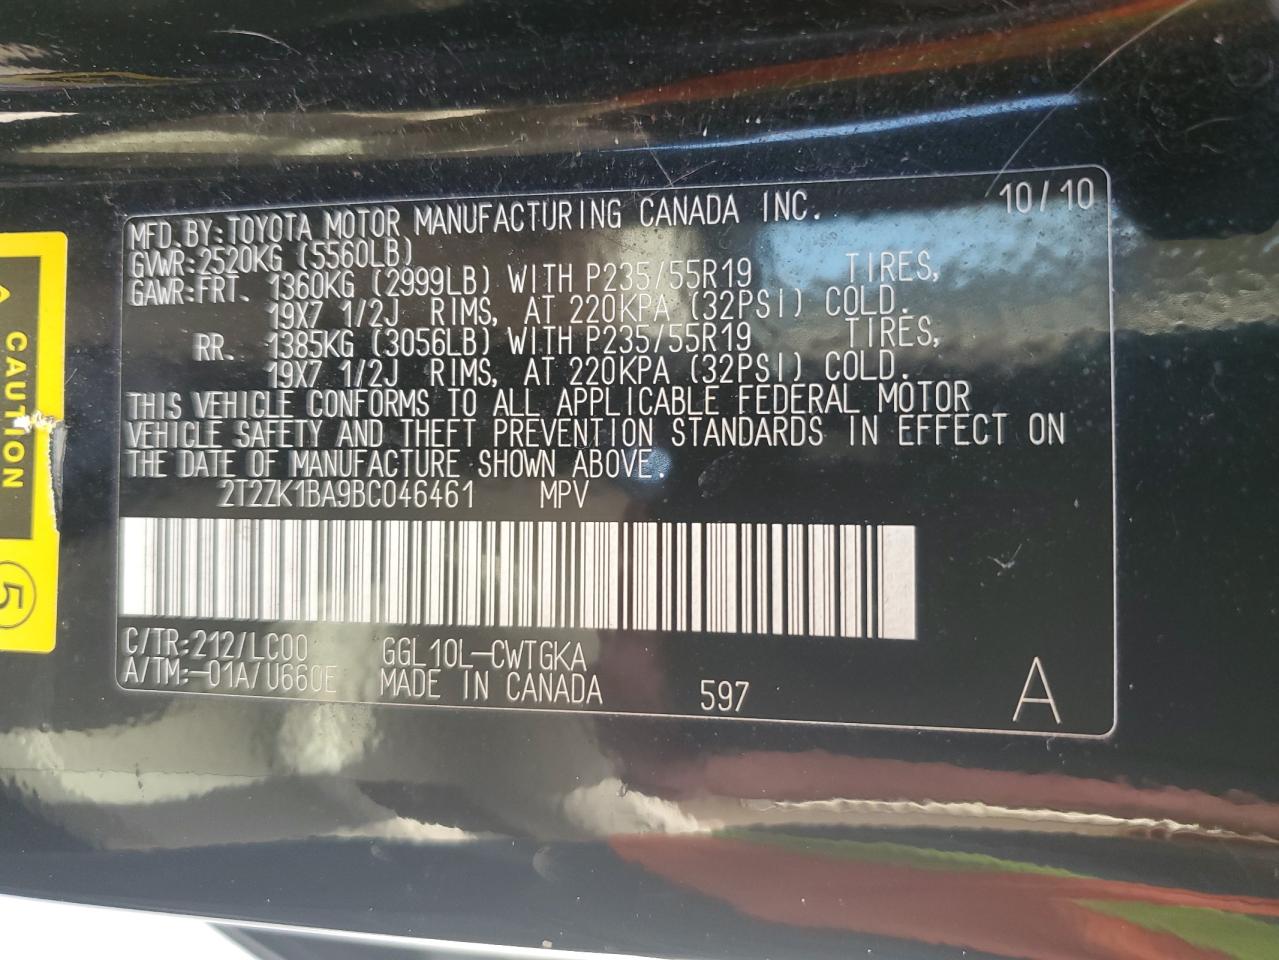 MFD.BY:TOYOTA MOTOR MANUFACTURING CANADA INC. 10/10
GVWR:2520KG (5560LB)
GAWR:FRT. 1360KG (2999LB) WITH P235/55R19 TIRES,
19X7 1/2J RIMS, AT 220KPA (32PSI) COLD.
RR. 1385KG (3056LB) WITH P235/55R19 TIRES,
19X7 1/2J RIMS, AT 220KPA (32PSI) COLD.
THIS VEHICLE CONFORMS TO ALL APPLICABLE FEDERAL MOTOR
VEHICLE SAFETY AND THEFT PREVENTION STANDARDS IN EFFECT ON
THE DATE OF MANUFACTURE SHOWN ABOVE.
2T2ZK1BA9BC046461 MPV
C/TR:212/LC00 GGL10L-CWTGKA
A/TM:-01A/U660E MADE IN CANADA 597 A
CAUTION
5